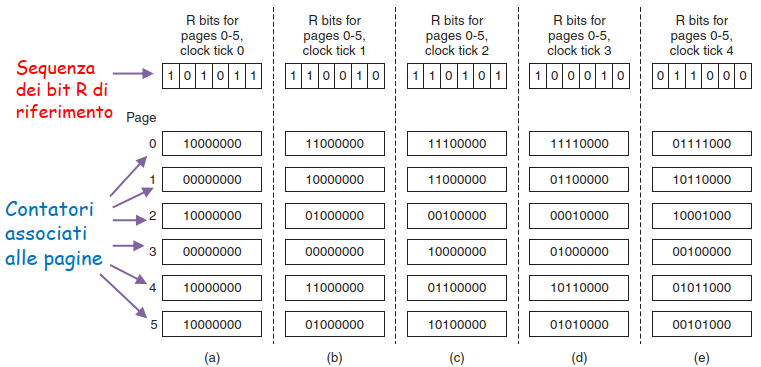 R bits for R bits for R bits for R bits for R bits for
pages 0-5, pages 0-5, pages 0-5, pages 0-5, pages 0-5,
clock tick 0 clock tick 1 clock tick 2 clock tick 3 clock tick 4
Sequenza
dei bit R di
riferimento
1 0 1 0 1 1 1 1 0 0 1 0 1 1 0 1 0 1 1 0 0 0 1 0 0 1 1 0 0 0
Page
0 10000000 11000000 11100000 11110000 01111000
1 00000000 10000000 11000000 01100000 10110000
Contatori
associati
alle pagine
2 10000000 01000000 00100000 00010000 10001000
3 00000000 00000000 10000000 01000000 00100000
4 10000000 11000000 01100000 10110000 01011000
5 10000000 01000000 10100000 01010000 00101000
(a) (b) (c) (d) (e)